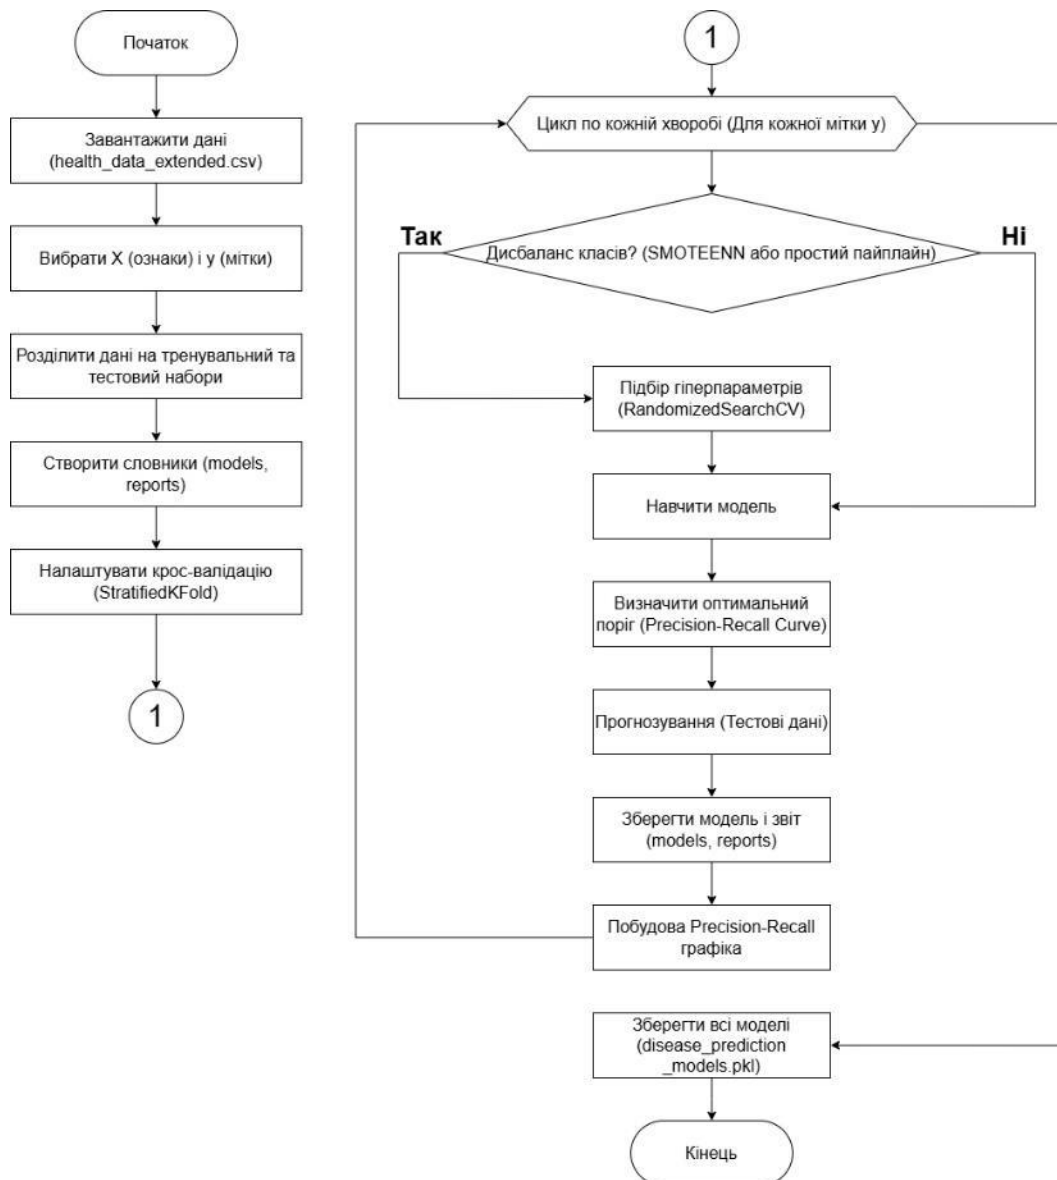 Початок
Завантажити дані
(health_data_extended.csv)
Вибрати X (ознаки) і y (мітки)
Розділити дані на тренувальний та
тестовий набори
Створити словники (models,
reports)
Налаштувати крос-валідацію
(StratifiedKFold)
1
1
Цикл по кожній хворобі (Для кожної мітки y)
Так
Дисбаланс класів? (SMOTEENN або простий пайплайн)
Ні
Підбір гіперпараметрів
(RandomizedSearchCV)
Навчити модель
Визначити оптимальний
поріг (Precision-Recall Curve)
Прогнозування (Тестові дані)
Зберегти модель і звіт
(models, reports)
Побудова Precision-Recall
графіка
Зберегти всі моделі
(disease_prediction
_models.pkl)
Кінець